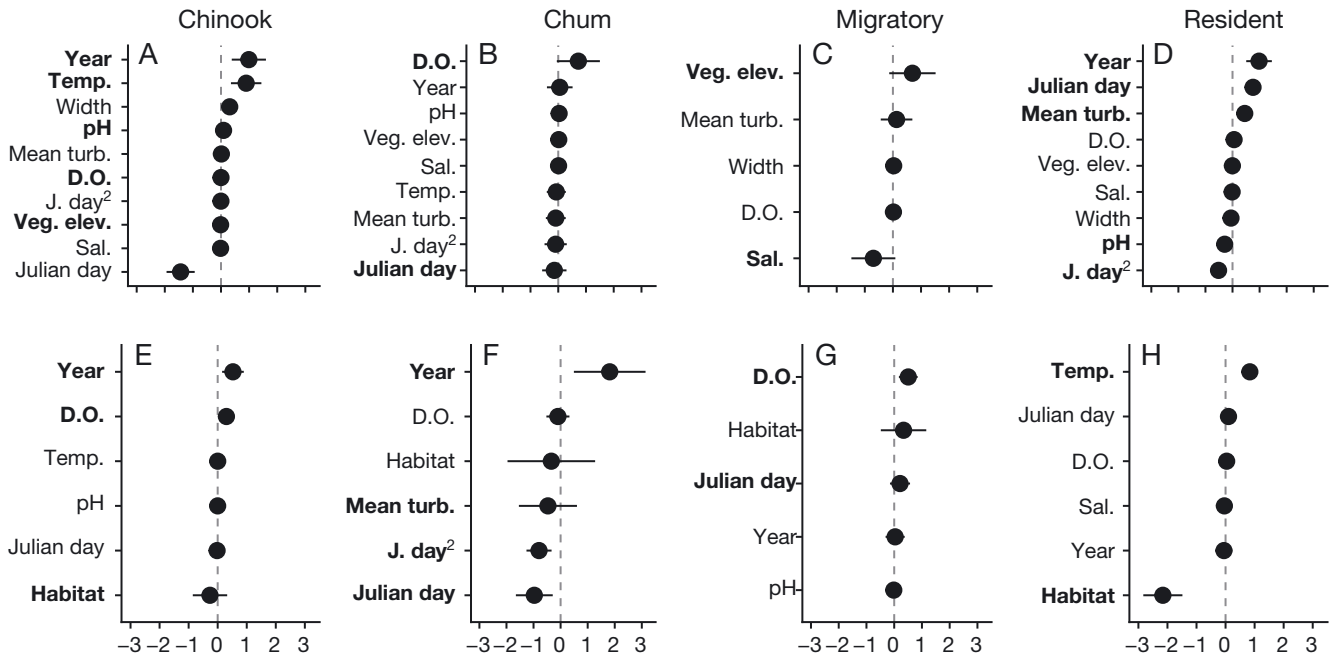 Chinook
Chum
Migratory
Resident
A
Year
Temp.
Width
pH
Mean turb.
D.O.
J. day²
Veg. elev.
Sal.
Julian day
B
D.O.
Year
pH
Veg. elev.
Sal.
Temp.
Mean turb.
J. day²
Julian day
C
Veg. elev.
Mean turb.
Width
D.O.
Sal.
D
Year
Julian day
Mean turb.
D.O.
Veg. elev.
Sal.
Width
pH
J. day²
E
Year
D.O.
Temp.
pH
Julian day
Habitat
–3 –2 –1 0 1 2 3
F
Year
D.O.
Habitat
Mean turb.
J. day²
Julian day
–3 –2 –1 0 1 2 3
G
D.O.
Habitat
Julian day
Year
pH
–3 –2 –1 0 1 2 3
H
Temp.
Julian day
D.O.
Sal.
Year
Habitat
–3 –2 –1 0 1 2 3